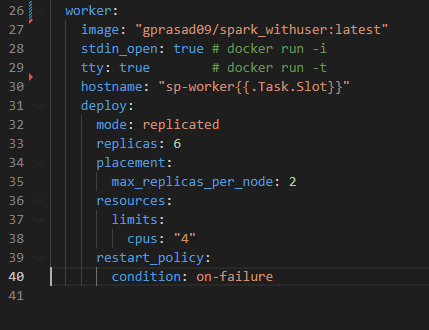 26 worker:
27 image: "gprasad09/spark_withuser:latest"
28 stdin_open: true # docker run -i
29 tty: true # docker run -t
30 hostname: "sp-worker{{.Task.Slot}}"
31 deploy:
32 mode: replicated
33 replicas: 6
34 placement:
35 max_replicas_per_node: 2
36 resources:
37 limits:
38 cpus: "4"
39 restart_policy:
40 condition: on-failure
41